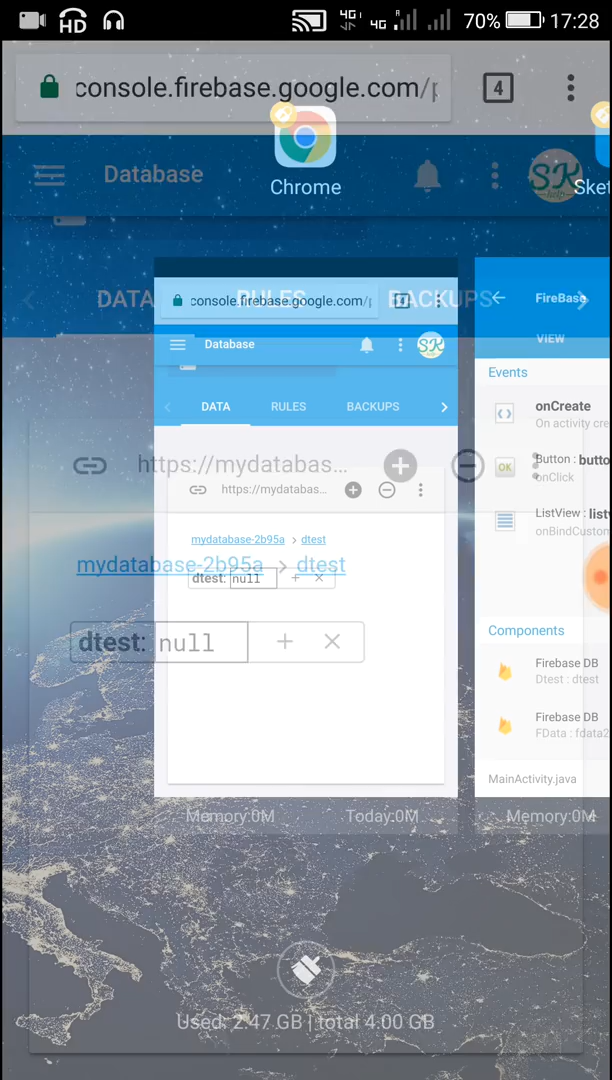 HD 4G 4G R 70% 17:28
console.firebase.google.com/p
4
Chrome
Sket
Database
SK
help
DATA RULES BACKUPS
console.firebase.google.com/p
Database
SK
DATA RULES BACKUPS
https://mydatabas...
https://mydatabas...
mydatabase-2b95a > dtest
mydatabase-2b95a > dtest
dtest: null + ×
dtest: null + ×
FireBase
VIEW
Events
onCreate
On activity cre
Button : butto
OK
onClick
ListView : listv
onBindCustom
Components
Firebase DB
Dtest : dtest
Firebase DB
FData : fdata2
MainActivity.java
Memory:0M Today:0M Memory:0M
Used: 2.47 GB | total 4.00 GB